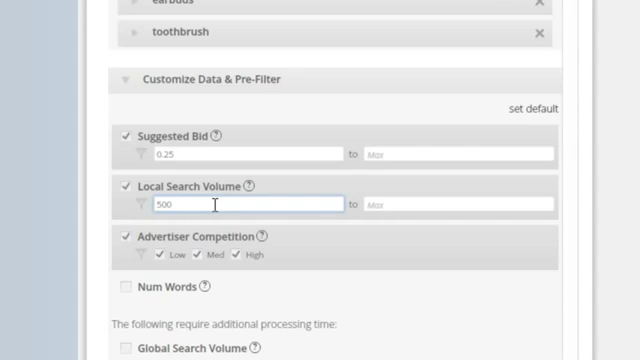 earbuds
toothbrush
Customize Data & Pre-Filter
set default
Suggested Bid ?
0.25 to Max
Local Search Volume ?
500 to Max
Advertiser Competition ?
Low Med High
Num Words ?
The following require additional processing time:
Global Search Volume ?